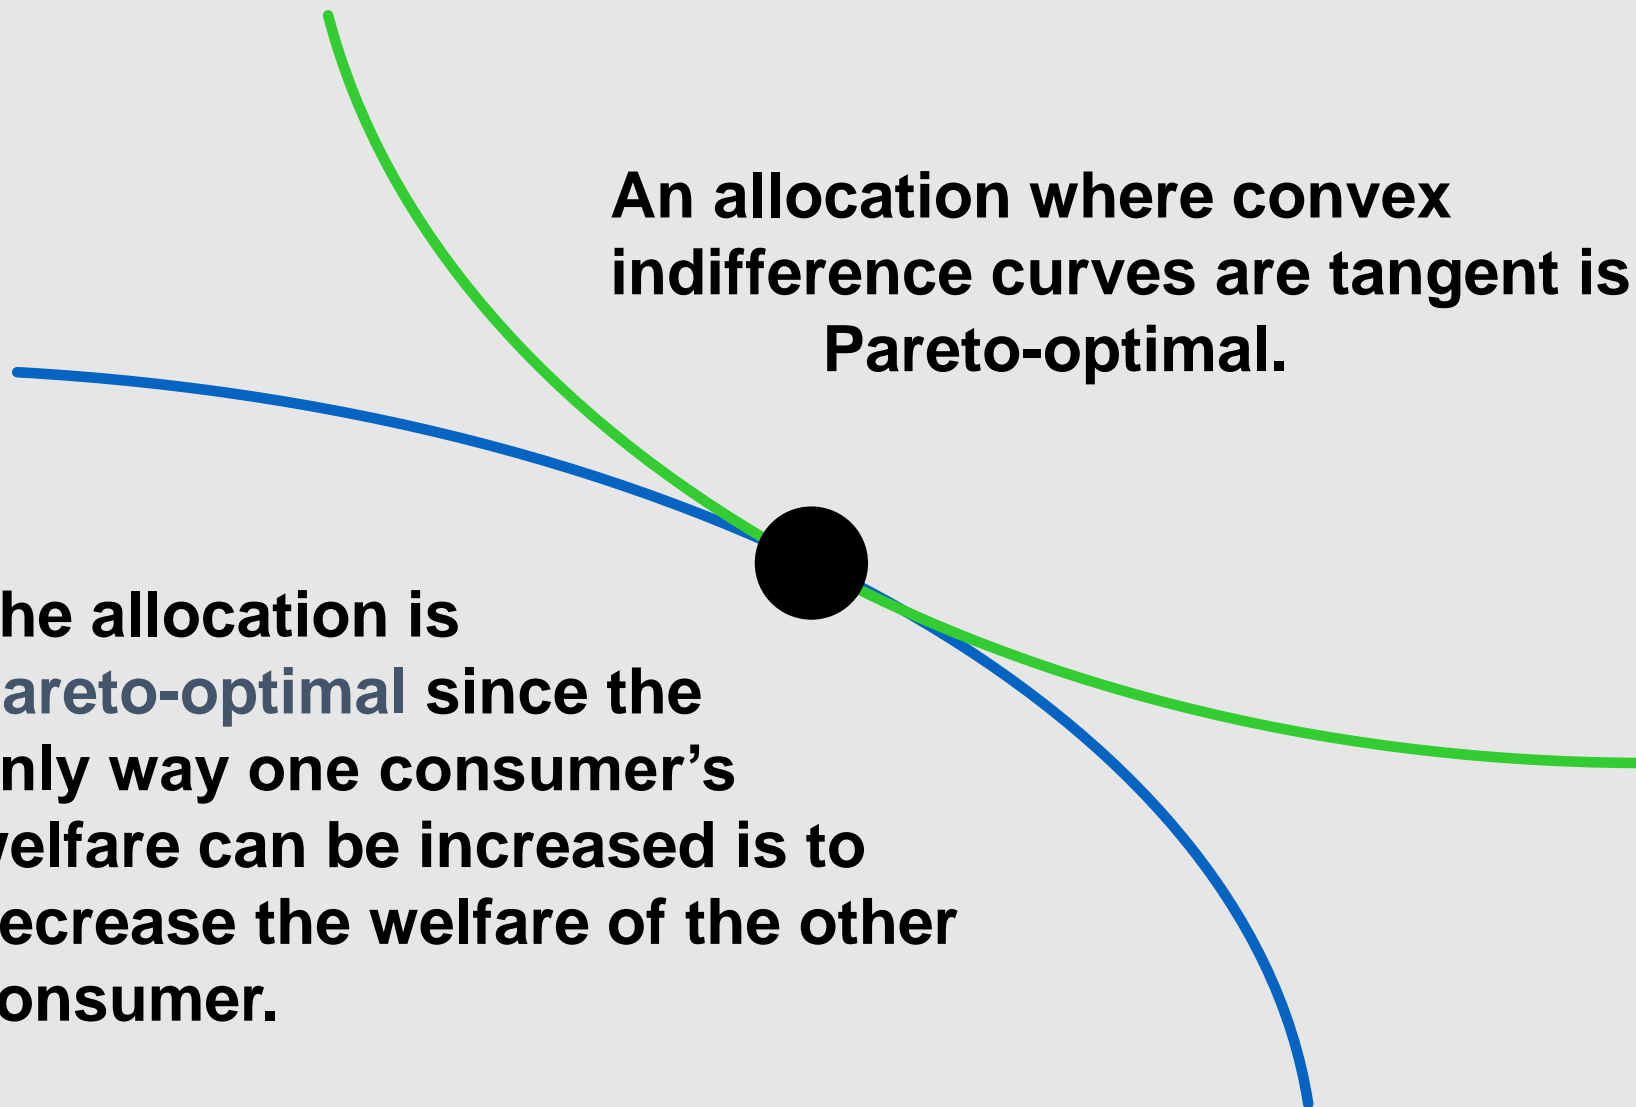 An allocation where convex
indifference curves are tangent is
Pareto-optimal.
he allocation is
areto-optimal since the
nly way one consumer’s
welfare can be increased is to
ecrease the welfare of the other
onsumer.